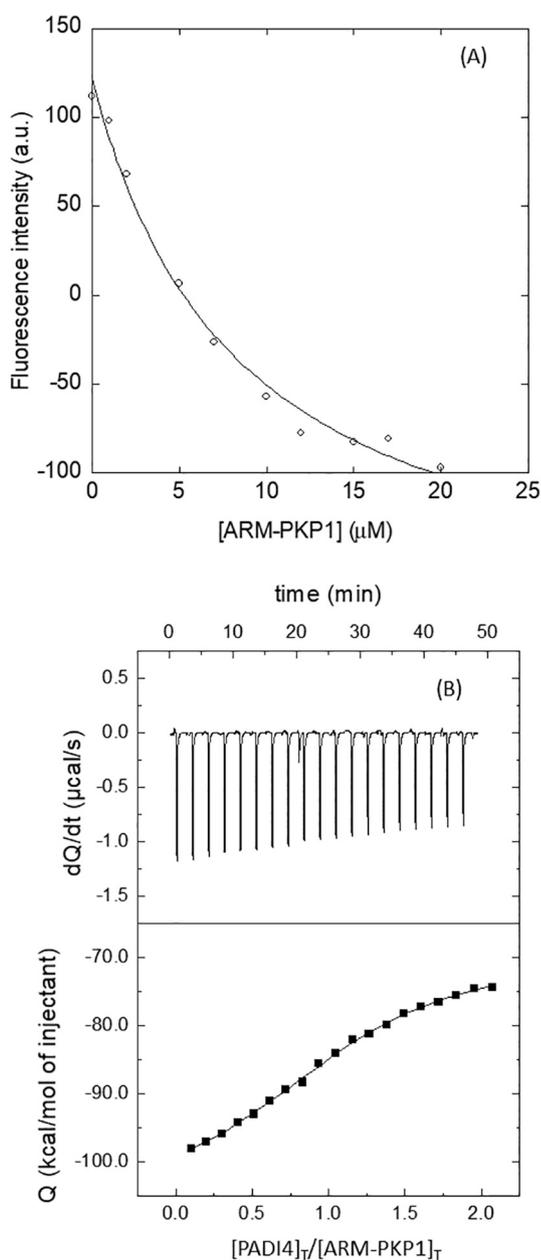 (A)
150
100
50
0
-50
-100
Fluorescence intensity (a.u.)
0 5 10 15 20 25
[ARM-PKP1] (μM)
time (min)
0 10 20 30 40 50
(B)
0.5
0.0
-0.5
-1.0
-1.5
dQ/dt (μcal/s)
-70.0
-80.0
-90.0
-100.0
Q (kcal/mol of injectant)
0.0 0.5 1.0 1.5 2.0
[PADI4]T/[ARM-PKP1]T